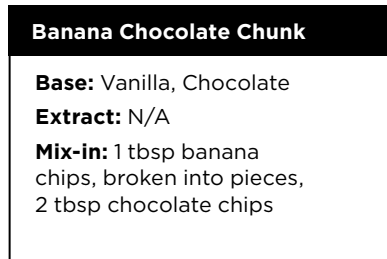 Banana Chocolate Chunk
Base: Vanilla, Chocolate
Extract: N/A
Mix-in: 1 tbsp banana
chips, broken into pieces,
2 tbsp chocolate chips